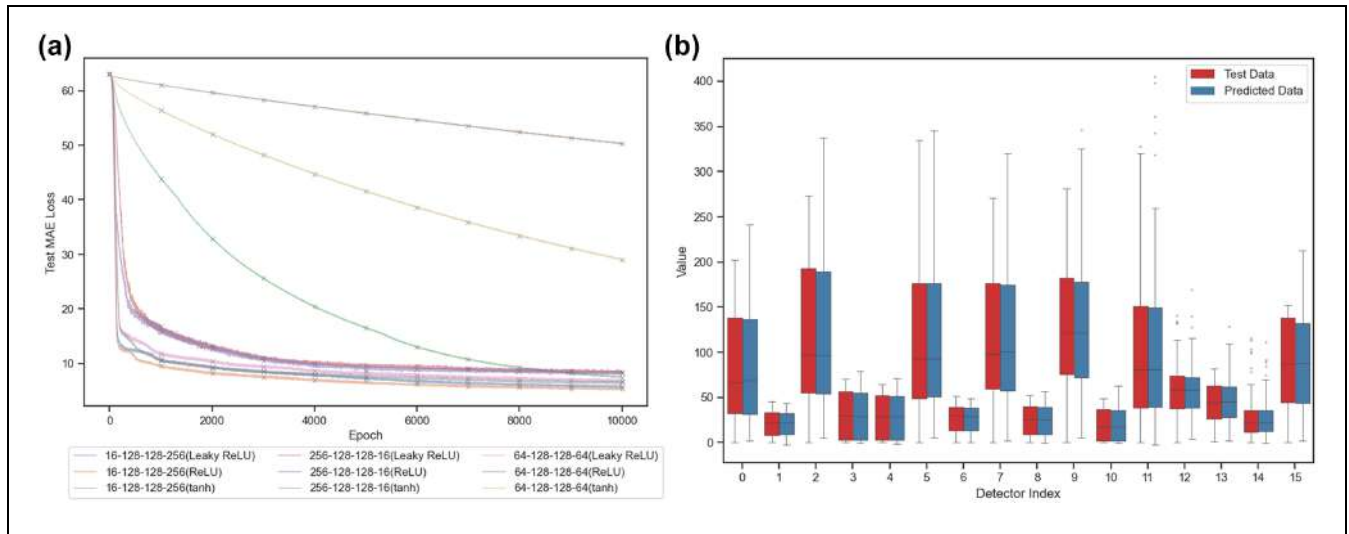 (a)
60
50
40
30
20
10
Test MAE Loss
0 2000 4000 6000 8000 10000
Epoch
16-128-128-256(Leaky ReLU) 256-128-128-16(Leaky ReLU) 64-128-128-64(Leaky ReLU)
16-128-128-256(ReLU) 256-128-128-16(ReLU) 64-128-128-64(ReLU)
16-128-128-256(tanh) 256-128-128-16(tanh) 64-128-128-64(tanh)
(b)
Test Data
Predicted Data
400
350
300
250
200
150
100
50
0
Value
0 1 2 3 4 5 6 7 8 9 10 11 12 13 14 15
Detector Index